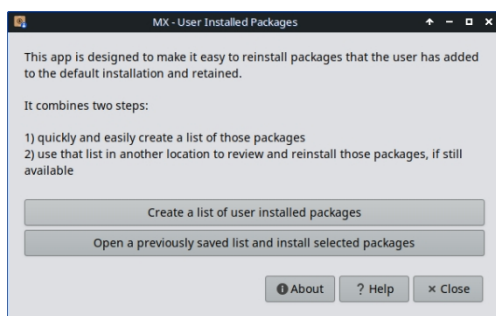 MX - User Installed Packages
This app is designed to make it easy to reinstall packages that the user has added
to the default installation and retained.
It combines two steps:
1) quickly and easily create a list of those packages
2) use that list in another location to review and reinstall those packages, if still
available
Create a list of user installed packages
Open a previously saved list and install selected packages
About
? Help
× Close